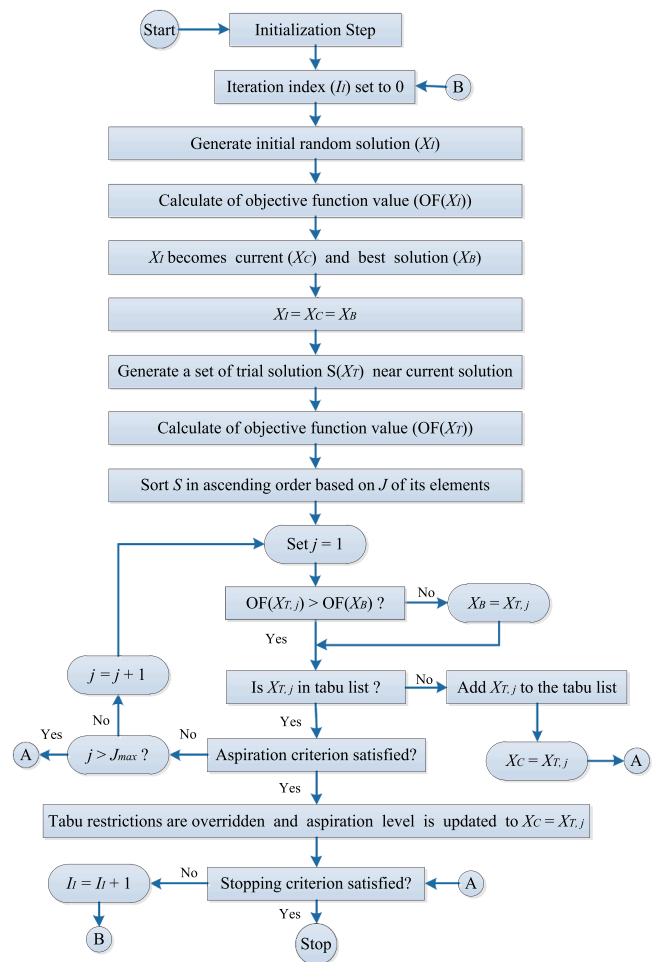 Start
Initialization Step
Iteration index (II) set to 0
B
Generate initial random solution (XI)
Calculate of objective function value (OF(XI))
XI becomes current (XC) and best solution (XB)
XI = XC = XB
Generate a set of trial solution S(XT) near current solution
Calculate of objective function value (OF(XT))
Sort S in ascending order based on J of its elements
Set j = 1
OF(XT, j) > OF(XB) ?
No
XB = XT, j
Yes
j = j + 1
Is XT, j in tabu list ?
No
Add XT, j to the tabu list
No
Yes
A
Yes
j > Jmax ?
No
Aspiration criterion satisfied?
XC = XT, j
A
Yes
Tabu restrictions are overridden and aspiration level is updated to XC = XT, j
II = II + 1
No
Stopping criterion satisfied?
A
Yes
B
Stop